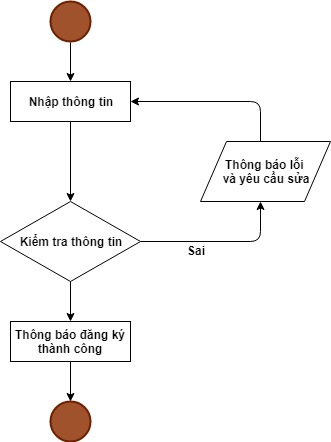 Nhập thông tin
Thông báo lỗi
và yêu cầu sửa
Kiểm tra thông tin
Sai
Thông báo đăng ký
thành công